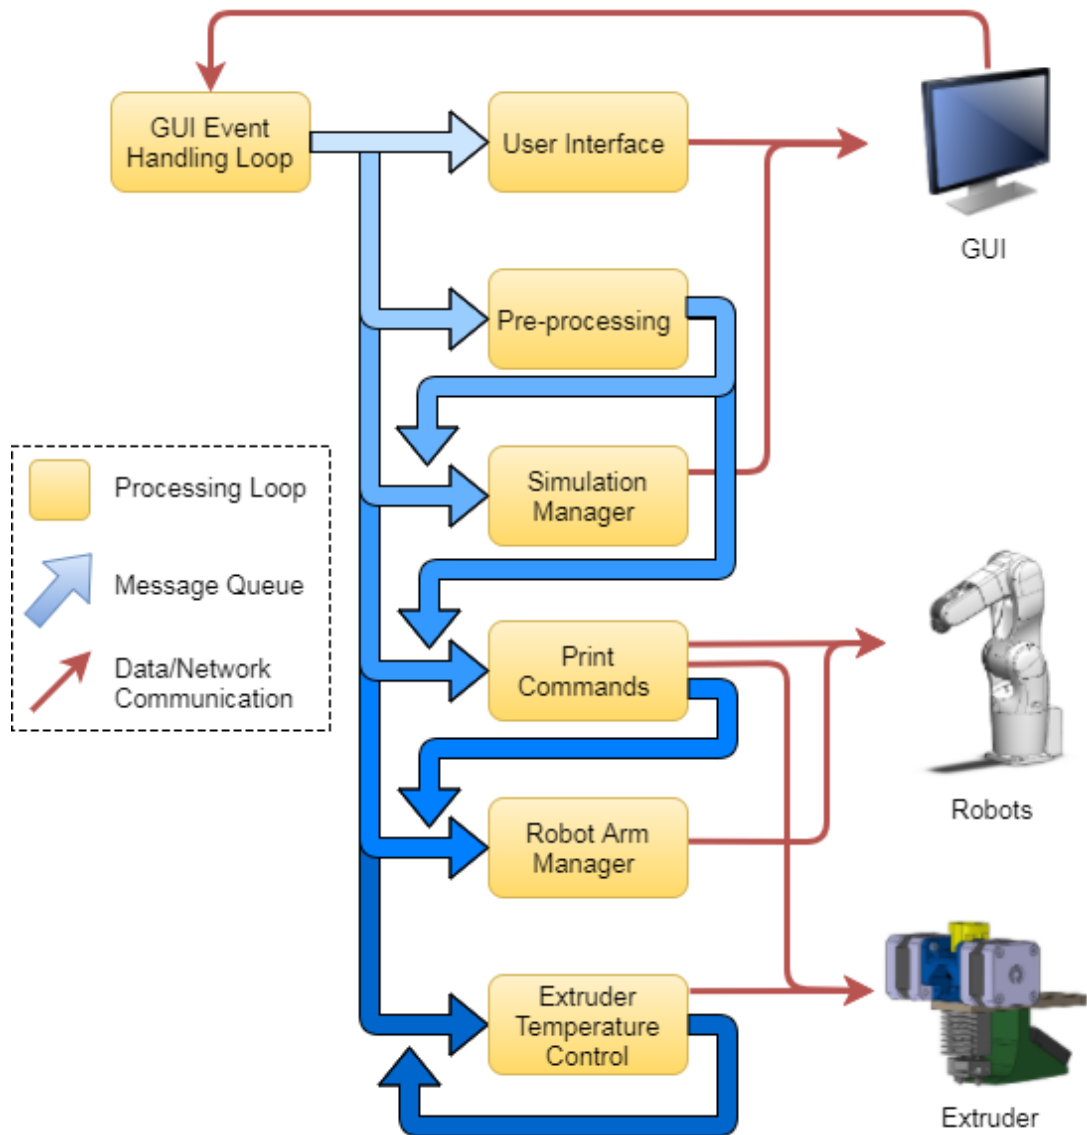 GUI Event
Handling Loop
User Interface
GUI
Pre-processing
Processing Loop
Message Queue
Data/Network
Communication
Simulation
Manager
Print
Commands
Robots
Robot Arm
Manager
Extruder
Temperature
Control
Extruder